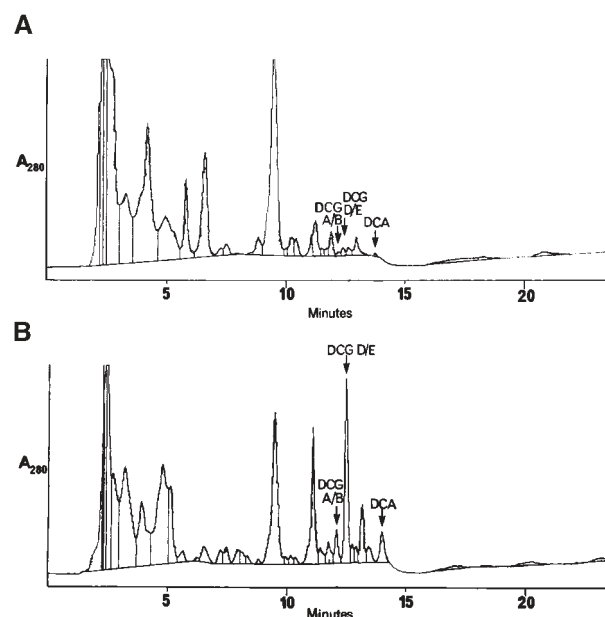 A
A280
DCG
A/B
DCG
D/E
DCA
5
10
15
20
Minutes
B
DCG D/E
A280
DCG
A/B
DCA
5
10
15
20
Minutes